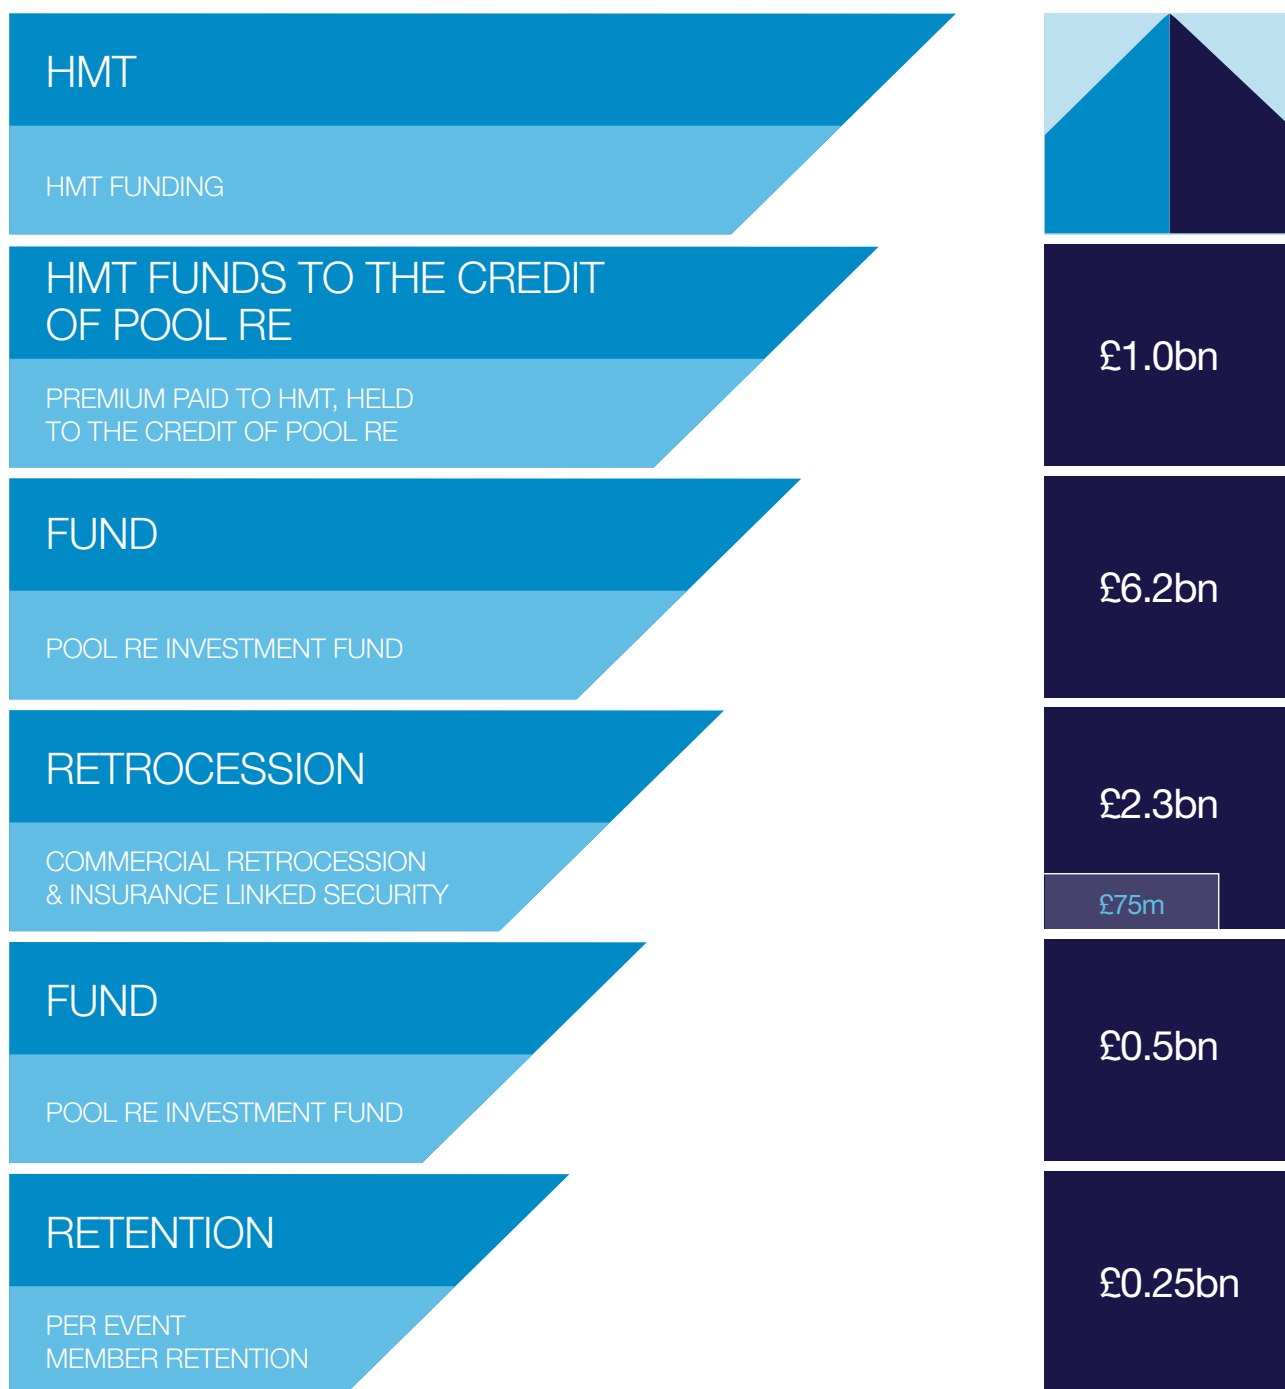 HMT
HMT FUNDING
HMT FUNDS TO THE CREDIT
OF POOL RE
PREMIUM PAID TO HMT, HELD
TO THE CREDIT OF POOL RE
£1.0bn
FUND
POOL RE INVESTMENT FUND
£6.2bn
RETROCESSION
COMMERCIAL RETROCESSION
& INSURANCE LINKED SECURITY
£2.3bn
£75m
FUND
POOL RE INVESTMENT FUND
£0.5bn
RETENTION
PER EVENT
MEMBER RETENTION
£0.25bn